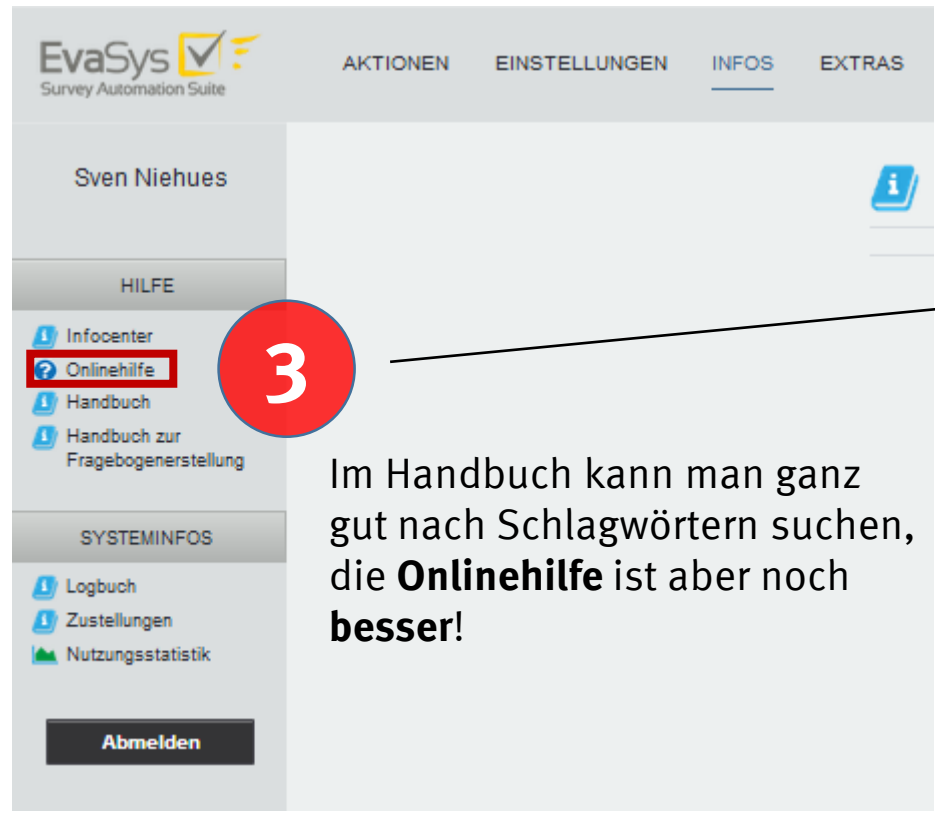 EvaSys
Survey Automation Suite
AKTIONEN EINSTELLUNGEN INFOS EXTRAS
Sven Niehues
HILFE
Infocenter
Onlinehilfe
Handbuch
Handbuch zur
Fragebogenerstellung
3
Im Handbuch kann man ganz
gut nach Schlagwörtern suchen,
die Onlinehilfe ist aber noch
besser!
SYSTEMINFOS
Logbuch
Zustellungen
Nutzungsstatistik
Abmelden